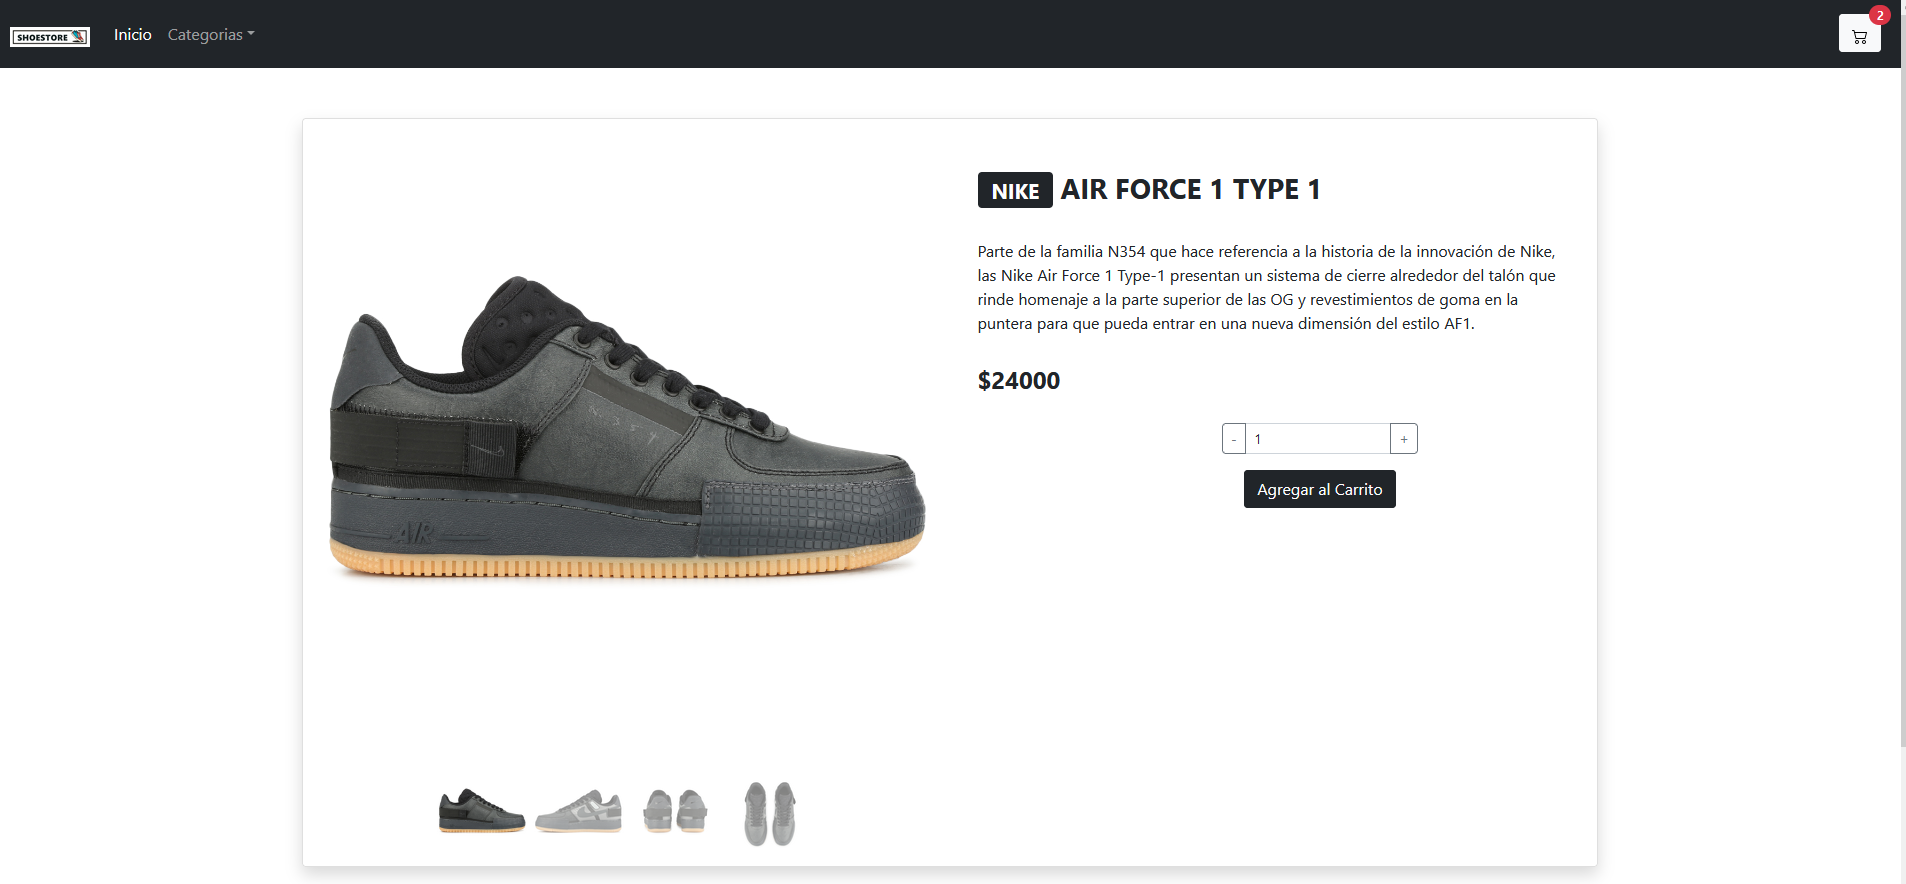 SHOESTORE
Inicio
Categorias
2
NIKE AIR FORCE 1 TYPE 1
Parte de la familia N354 que hace referencia a la historia de la innovación de Nike,
las Nike Air Force 1 Type-1 presentan un sistema de cierre alrededor del talón que
rinde homenaje a la parte superior de las OG y revestimientos de goma en la
puntera para que pueda entrar en una nueva dimensión del estilo AF1.
$24000
- 1 +
Agregar al Carrito
N. 354
AIR